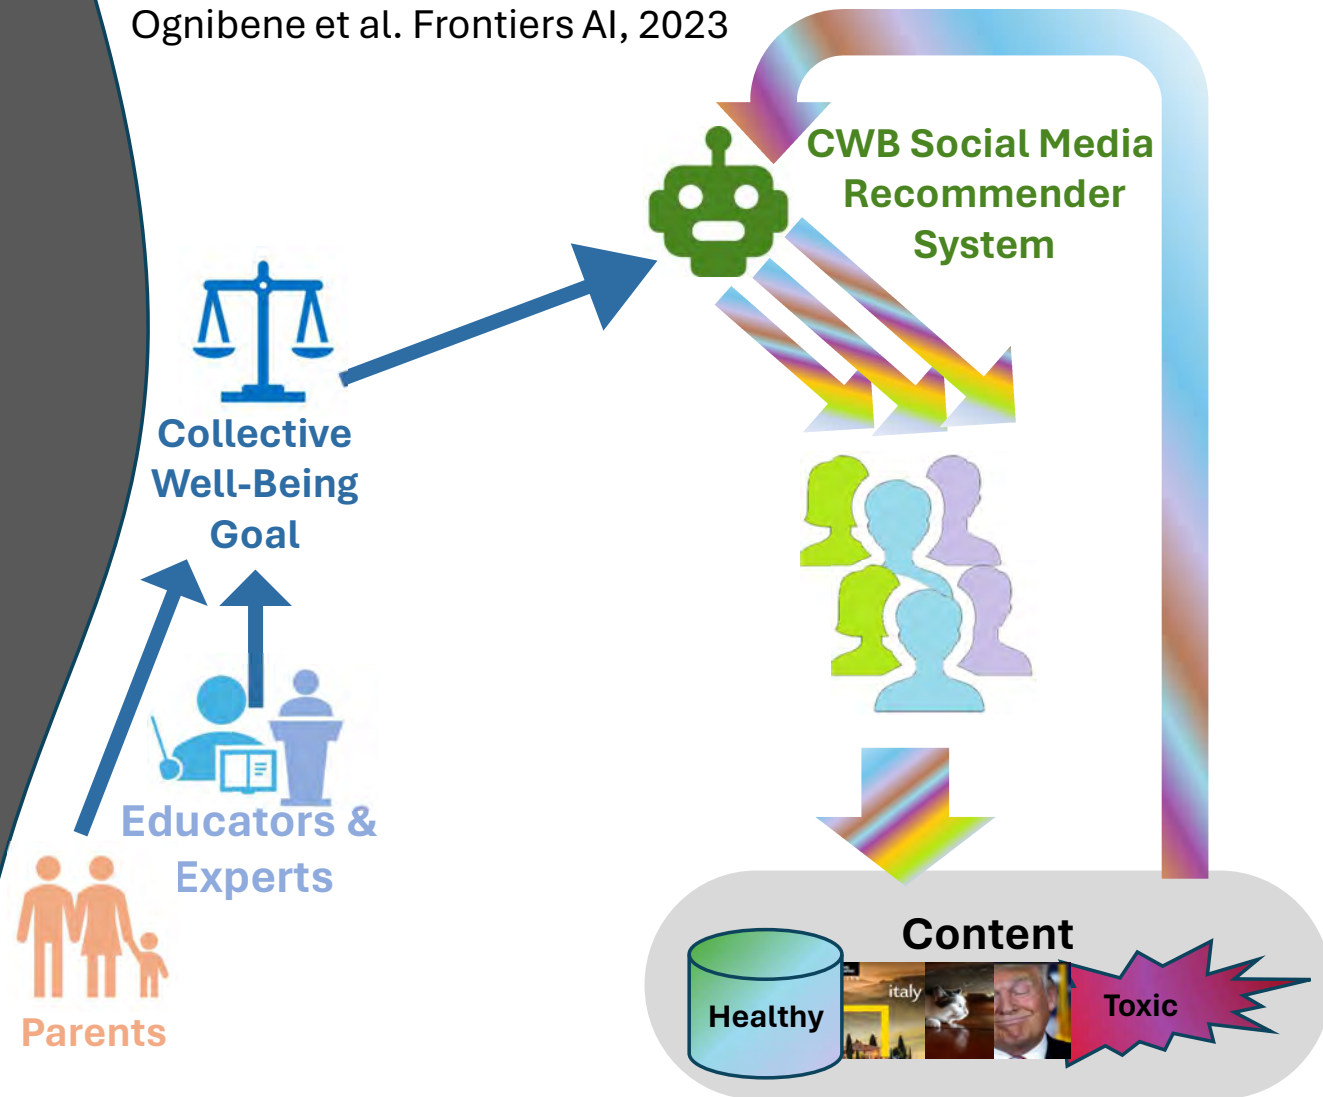 Ognibene et al. Frontiers AI, 2023
CWB Social Media
Recommender
System
Collective
Well-Being
Goal
Educators &
Experts
Parents
Content
Healthy
italy
Toxic